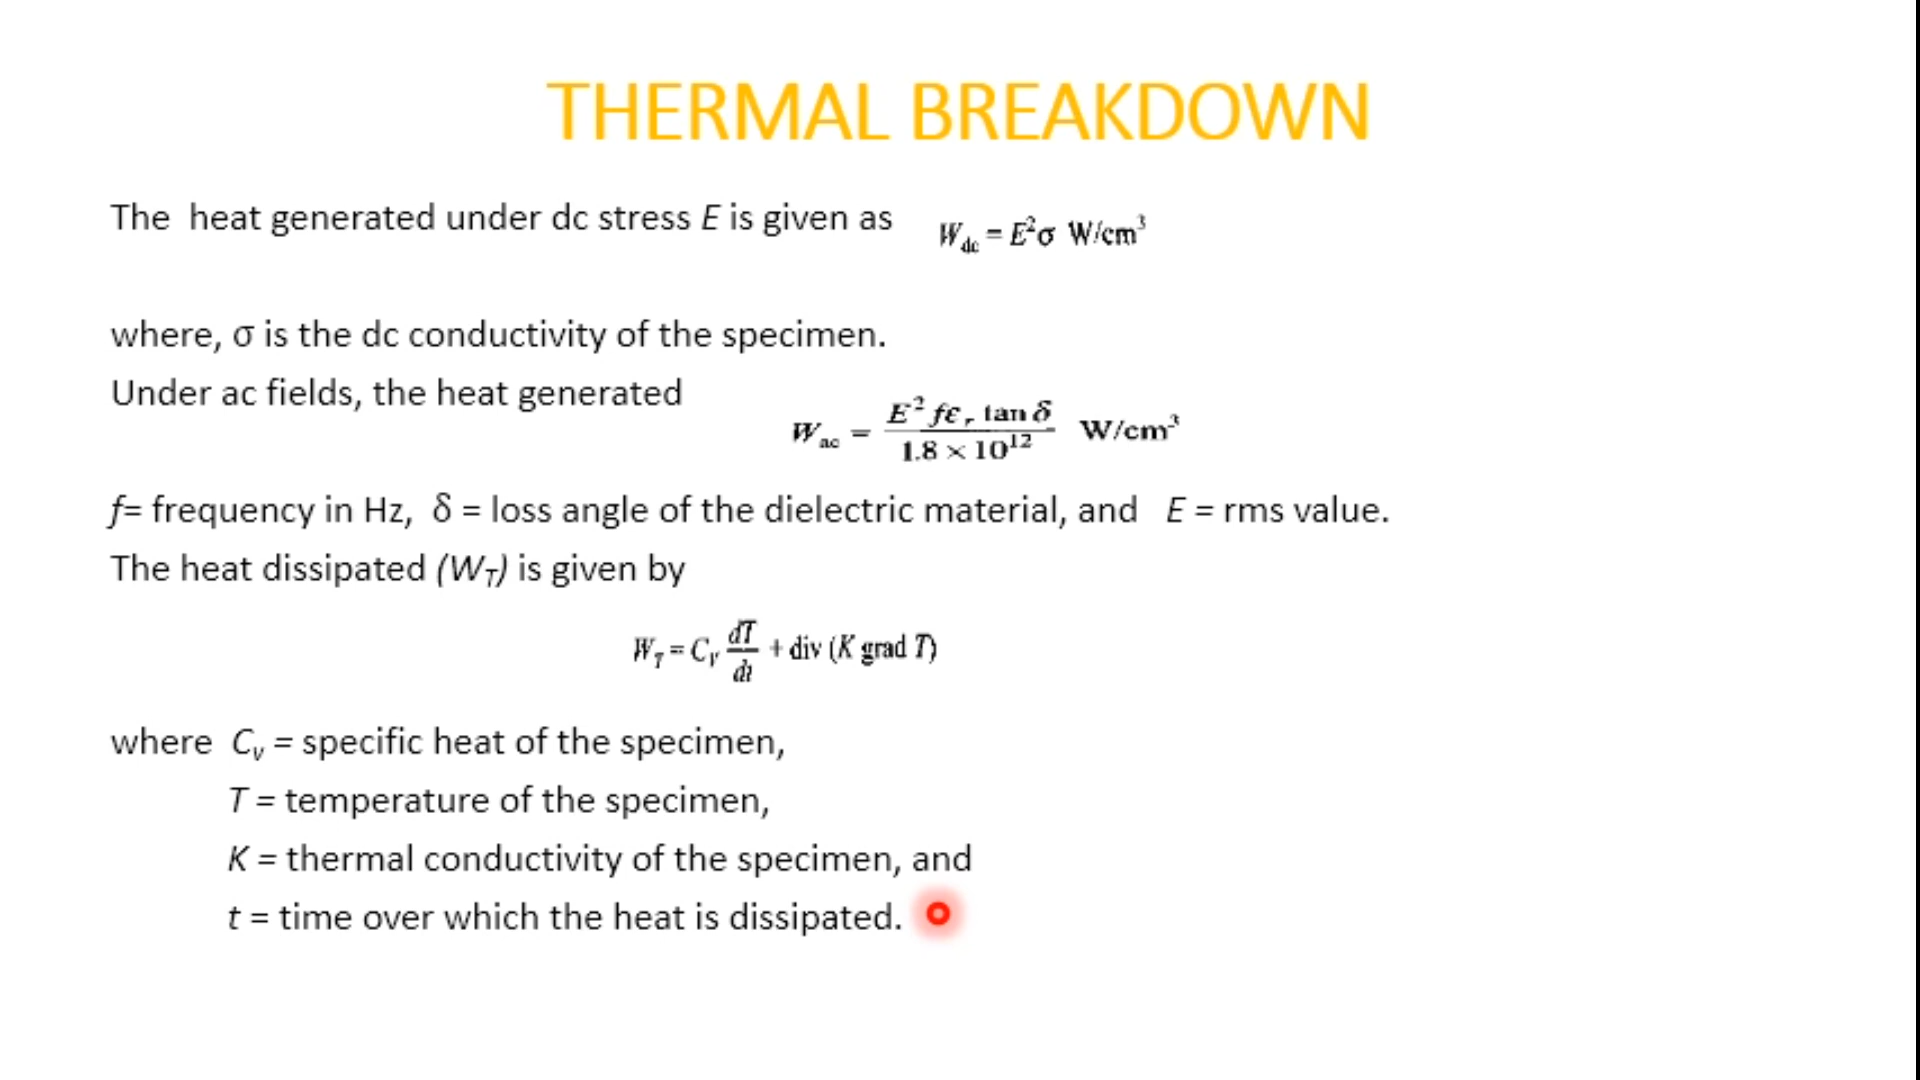 THERMAL BREAKDOWN
The heat generated under dc stress E is given as W_dc = E²σ W/cm³
where, σ is the dc conductivity of the specimen.
Under ac fields, the heat generated
W_ac = E² fε_r tan δ / 1.8 × 10¹² W/cm³
f= frequency in Hz, δ = loss angle of the dielectric material, and E = rms value.
The heat dissipated (W_T) is given by
W_T = C_V dT/dt + div (K grad T)
where C_v = specific heat of the specimen,
T = temperature of the specimen,
K = thermal conductivity of the specimen, and
t = time over which the heat is dissipated.